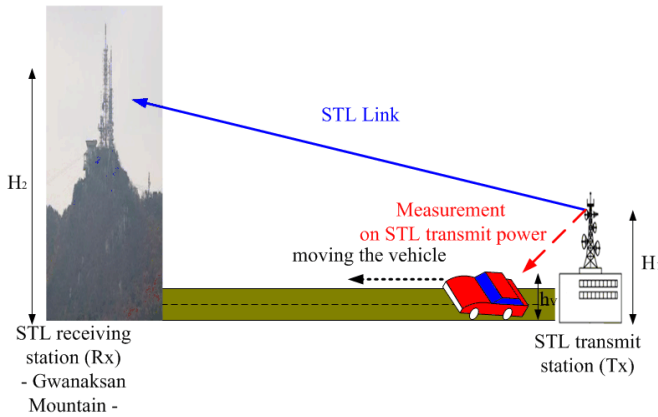 STL Link
H2
Measurement
on STL transmit power
moving the vehicle
H
STL receiving
station (Rx)
- Gwanaksan
Mountain -
STL transmit
station (Tx)